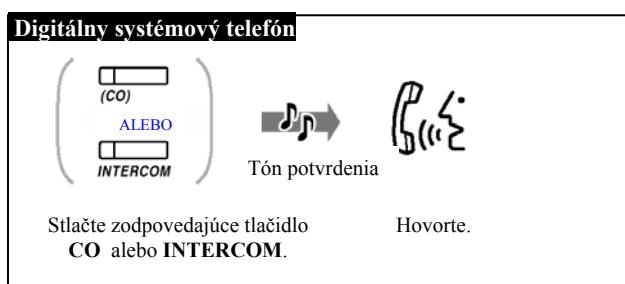 Digitálny systémový telefón
(CO)
ALEBO
INTERCOM
Tón potvrdenia
Stlačte zodpovedajúce tlačidlo
CO alebo INTERCOM.
Hovorte.